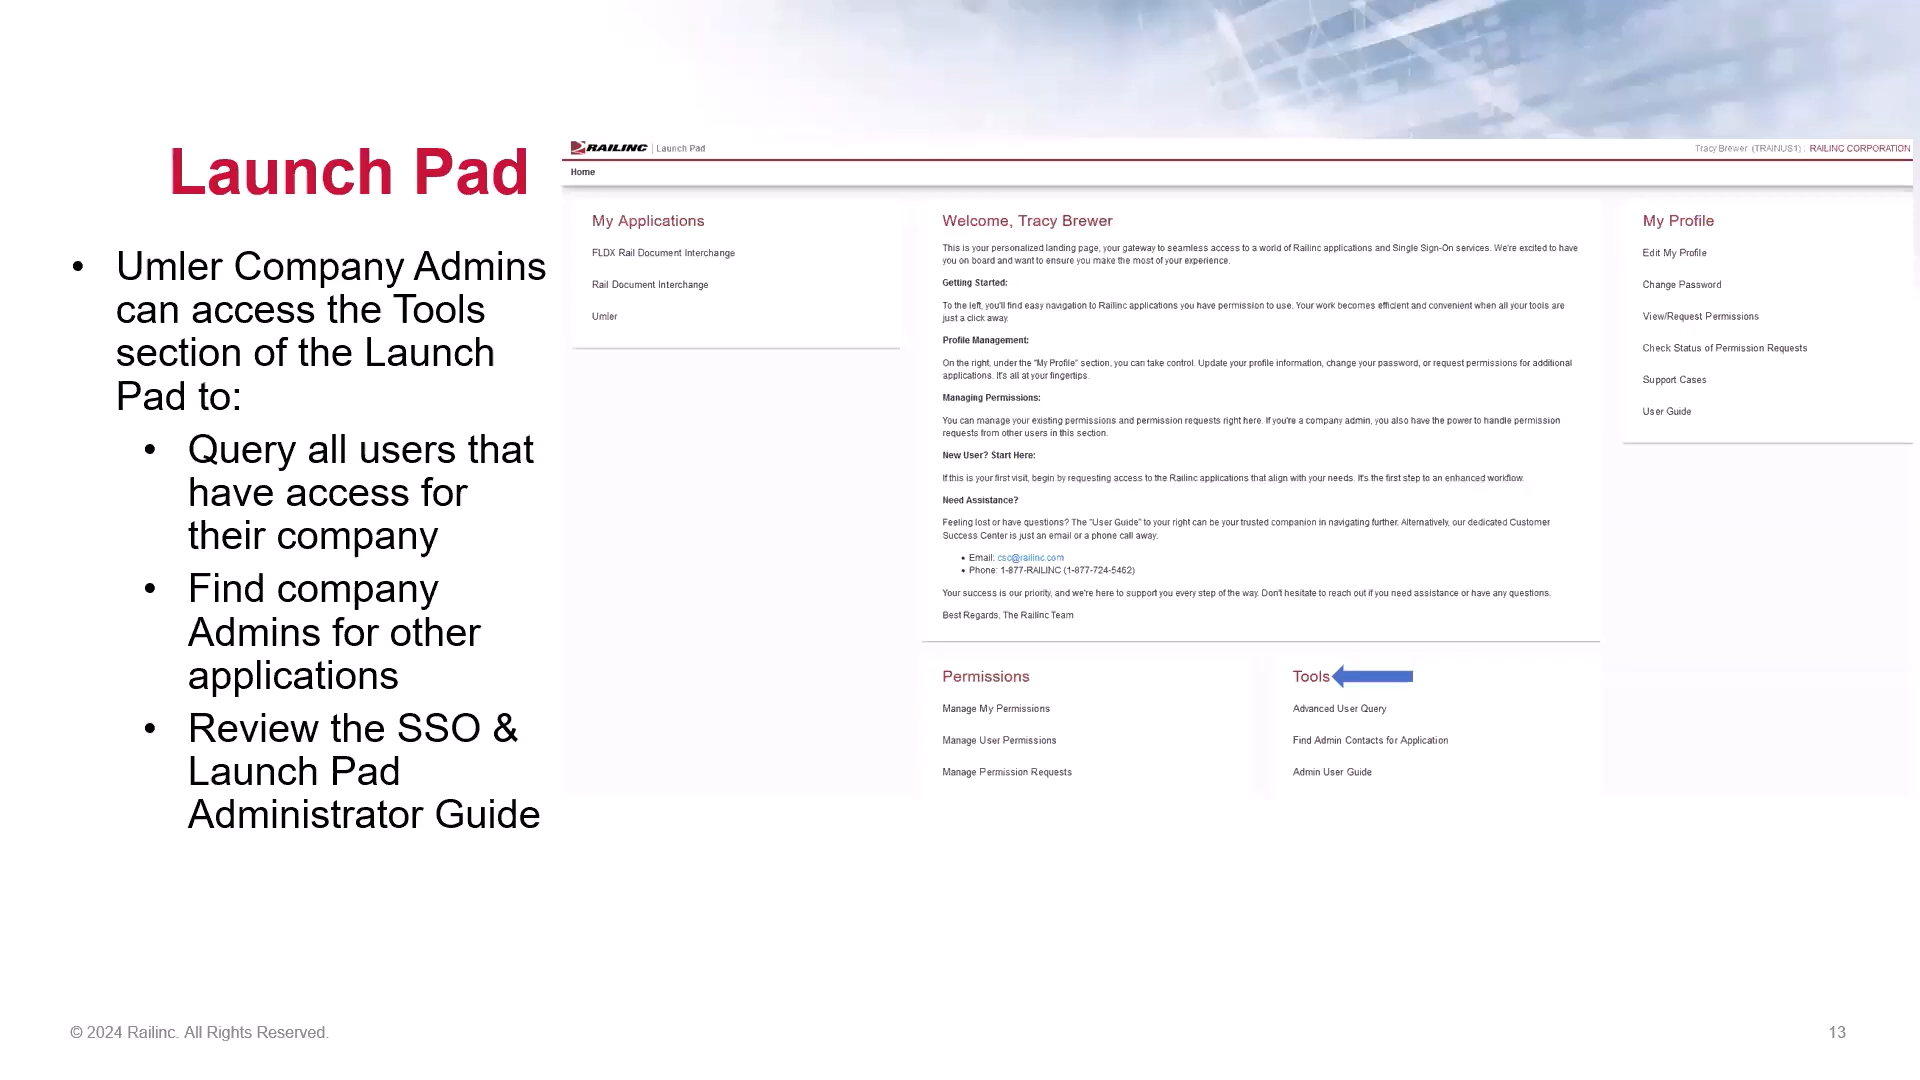 Launch Pad
• Umler Company Admins
can access the Tools
section of the Launch
Pad to:
• Query all users that
have access for
their company
• Find company
Admins for other
applications
• Review the SSO &
Launch Pad
Administrator Guide
RAILINC | Launch Pad
Tracy Brewer (TRAINUS1) : RAILINC CORPORATION
Home
My Applications
FLDX Rail Document Interchange
Rail Document Interchange
Umler
Welcome, Tracy Brewer
This is your personalized landing page, your gateway to seamless access to a world of Railinc applications and Single Sign-On services. We're excited to have
you on board and want to ensure you make the most of your experience.
Getting Started:
To the left, you'll find easy navigation to Railinc applications you have permission to use. Your work becomes efficient and convenient when all your tools are
just a click away.
Profile Management:
On the right, under the "My Profile" section, you can take control. Update your profile information, change your password, or request permissions for additional
applications. It's all at your fingertips.
Managing Permissions:
You can manage your existing permissions and permission requests right here. If you're a company admin, you also have the power to handle permission
requests from other users in this section.
New User? Start Here:
If this is your first visit, begin by requesting access to the Railinc applications that align with your needs. It's the first step to an enhanced workflow.
Need Assistance?
Feeling lost or have questions? The "User Guide" to your right can be your trusted companion in navigating further. Alternatively, our dedicated Customer
Success Center is just an email or a phone call away:
• Email: csc@railinc.com
• Phone: 1-877-RAILINC (1-877-724-5462)
Your success is our priority, and we're here to support you every step of the way. Don't hesitate to reach out if you need assistance or have any questions.
Best Regards, The Railinc Team
My Profile
Edit My Profile
Change Password
View/Request Permissions
Check Status of Permission Requests
Support Cases
User Guide
Permissions
Manage My Permissions
Manage User Permissions
Manage Permission Requests
Tools
Advanced User Query
Find Admin Contacts for Application
Admin User Guide
© 2024 Railinc. All Rights Reserved.
13